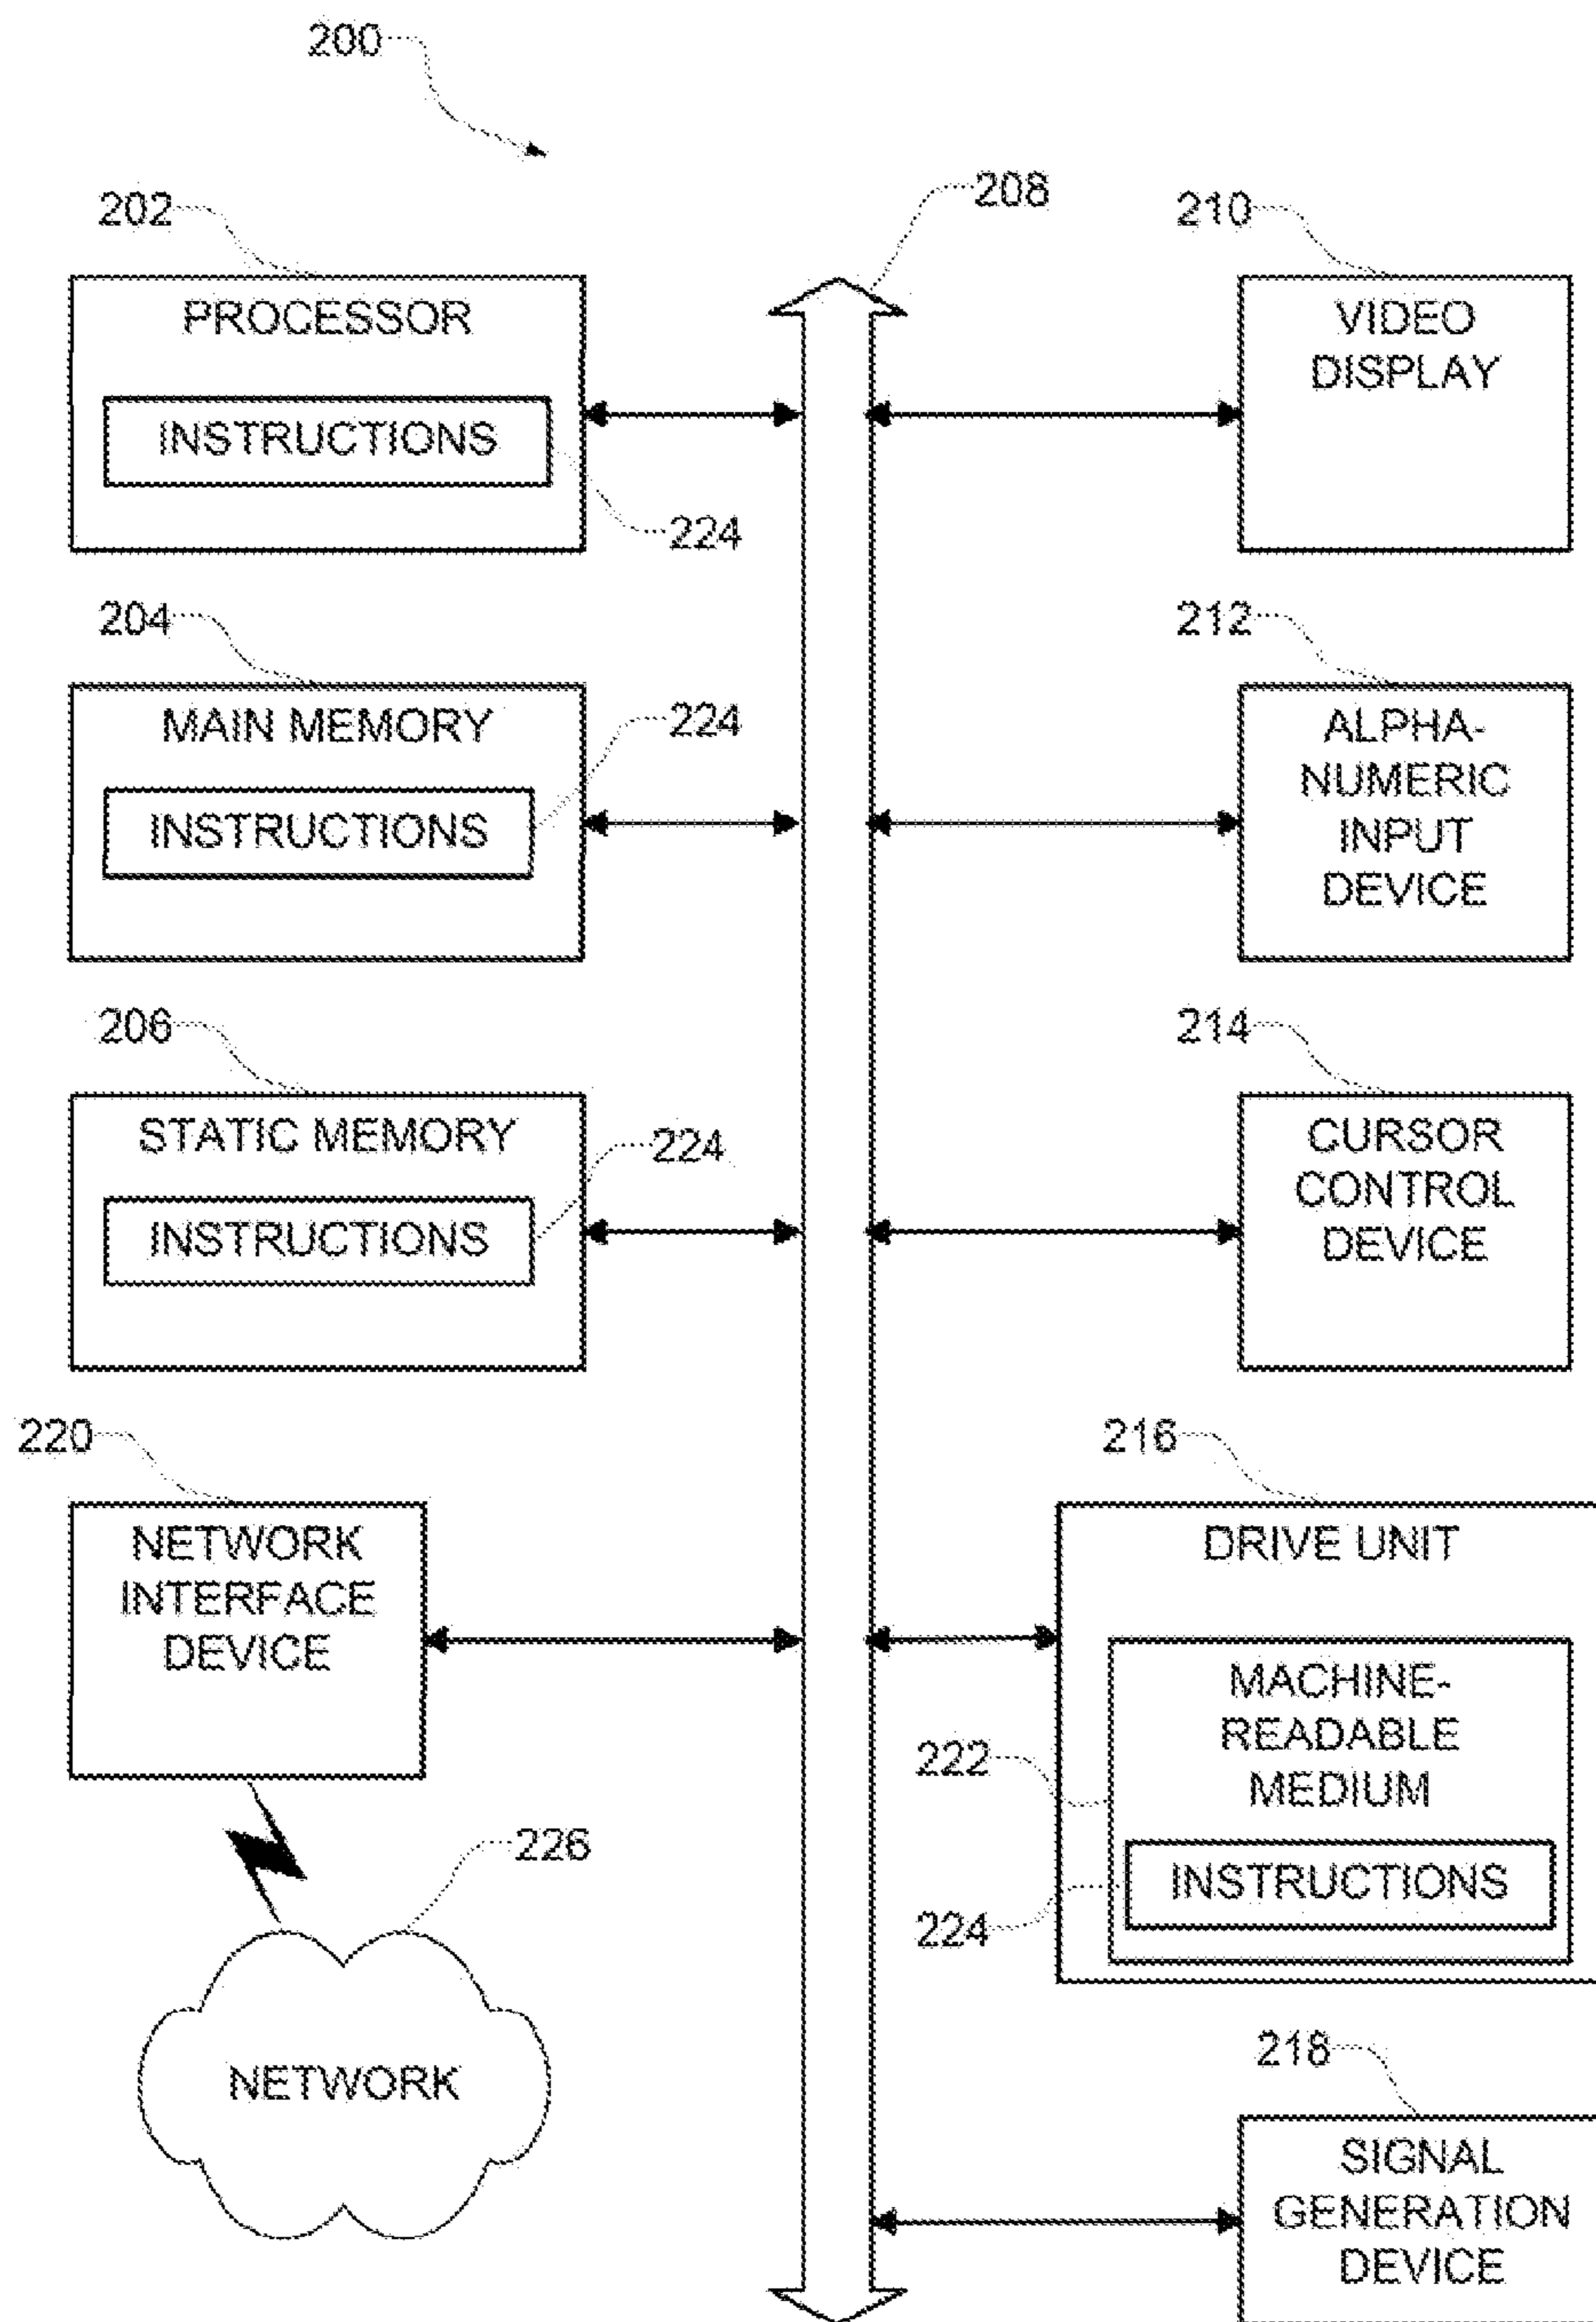 200
208
202
PROCESSOR
INSTRUCTIONS
224
210
VIDEO
DISPLAY
204
MAIN MEMORY
224
INSTRUCTIONS
212
ALPHA-
NUMERIC
INPUT
DEVICE
206
STATIC MEMORY
224
INSTRUCTIONS
214
CURSOR
CONTROL
DEVICE
220
NETWORK
INTERFACE
DEVICE
216
DRIVE UNIT
MACHINE-
READABLE
MEDIUM
222
INSTRUCTIONS
224
226
NETWORK
218
SIGNAL
GENERATION
DEVICE